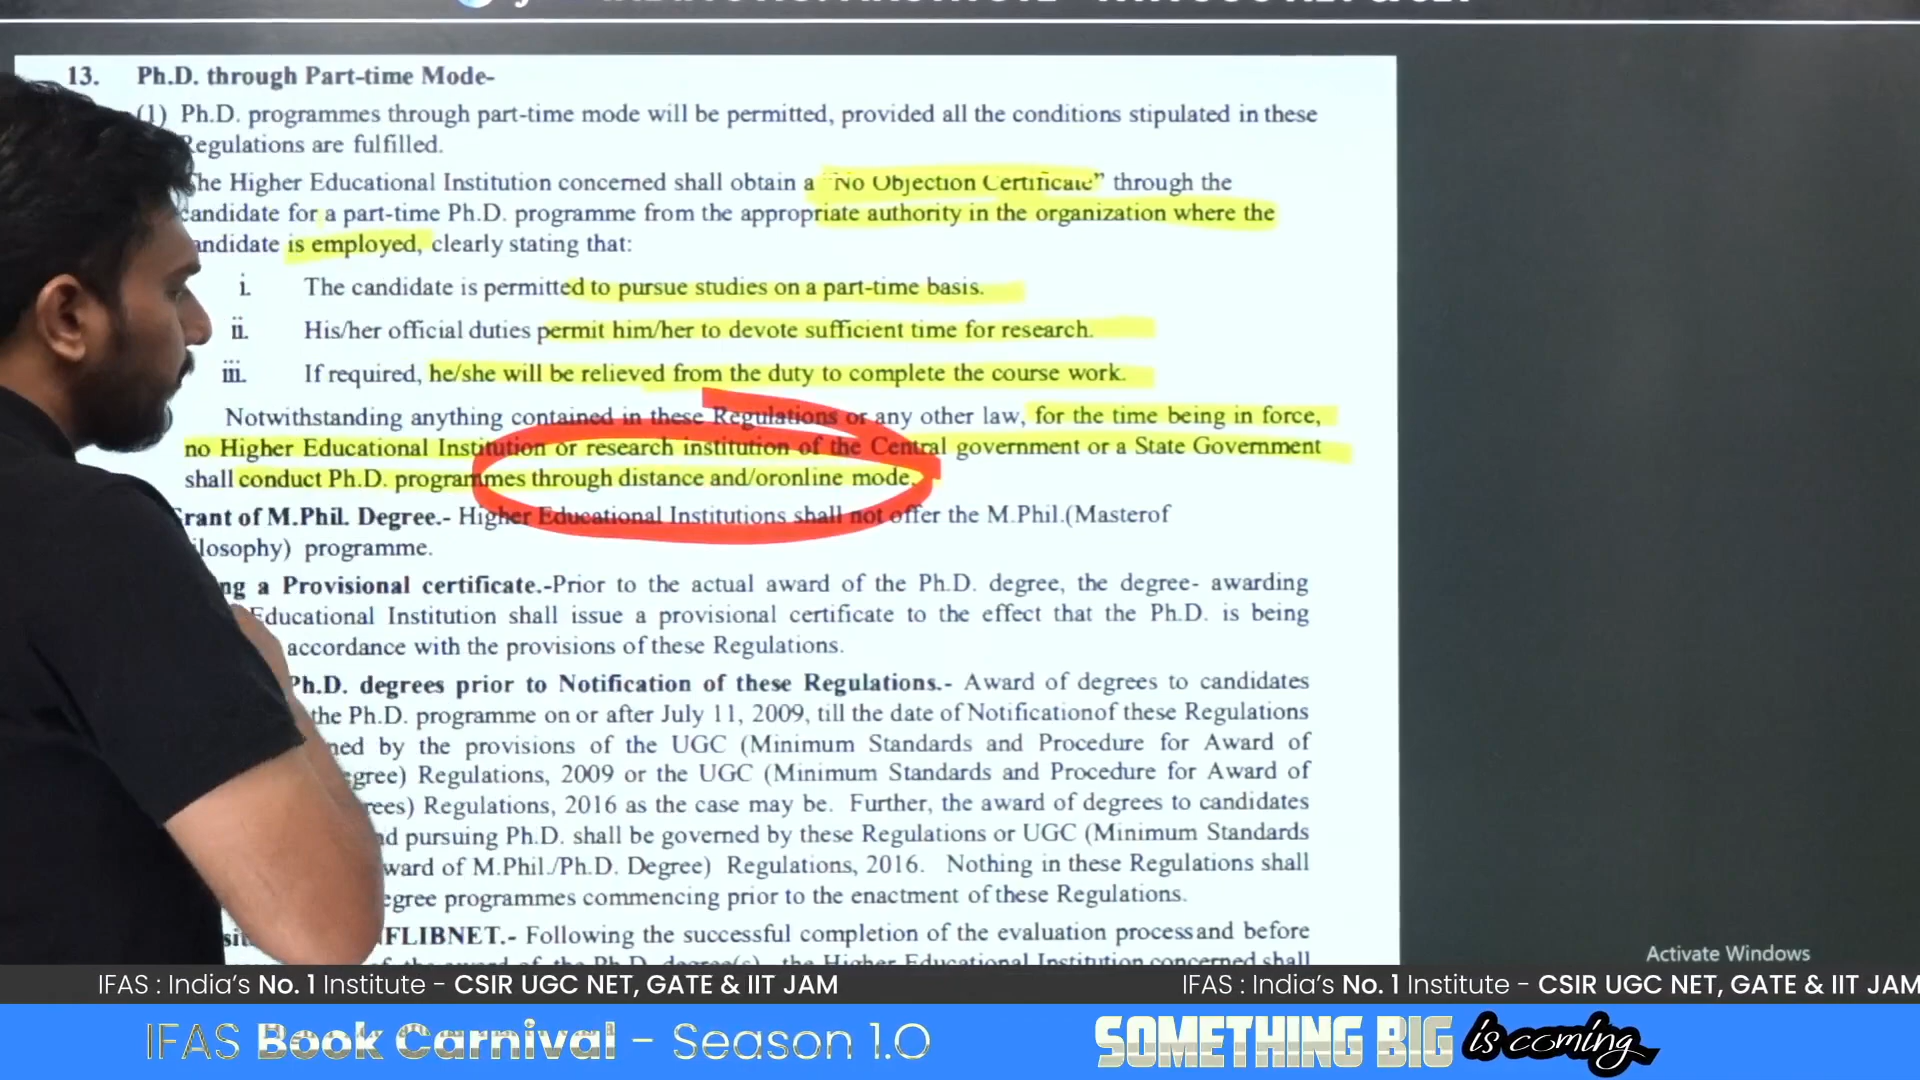 13. Ph.D. through Part-time Mode-
(1) Ph.D. programmes through part-time mode will be permitted, provided all the conditions stipulated in these
Regulations are fulfilled.
The Higher Educational Institution concerned shall obtain a "No Objection Certificate" through the
candidate for a part-time Ph.D. programme from the appropriate authority in the organization where the
candidate is employed, clearly stating that:
i. The candidate is permitted to pursue studies on a part-time basis.
ii. His/her official duties permit him/her to devote sufficient time for research.
iii. If required, he/she will be relieved from the duty to complete the course work.
) Notwithstanding anything contained in these Regulations or any other law, for the time being in force,
no Higher Educational Institution or research institution of the Central government or a State Government
shall conduct Ph.D. programmes through distance and/oronline mode.
Grant of M.Phil. Degree.- Higher Educational Institutions shall not offer the M.Phil.(Masterof
losophy) programme.
ng a Provisional certificate.-Prior to the actual award of the Ph.D. degree, the degree- awarding
Educational Institution shall issue a provisional certificate to the effect that the Ph.D. is being
accordance with the provisions of these Regulations.
Ph.D. degrees prior to Notification of these Regulations.- Award of degrees to candidates
the Ph.D. programme on or after July 11, 2009, till the date of Notificationof these Regulations
ned by the provisions of the UGC (Minimum Standards and Procedure for Award of
egree) Regulations, 2009 or the UGC (Minimum Standards and Procedure for Award of
rees) Regulations, 2016 as the case may be. Further, the award of degrees to candidates
d pursuing Ph.D. shall be governed by these Regulations or UGC (Minimum Standards
ward of M.Phil./Ph.D. Degree) Regulations, 2016. Nothing in these Regulations shall
egree programmes commencing prior to the enactment of these Regulations.
FLIBNET.- Following the successful completion of the evaluation processand before
the Higher Educational Institution concerned shall
Activate Windows
IFAS : India's No. 1 Institute - CSIR UGC NET, GATE & IIT JAM
IFAS : India's No. 1 Institute - CSIR UGC NET, GATE & IIT JAM
IFAS Book Carnival - Season 1.0
SOMETHING BIG is coming